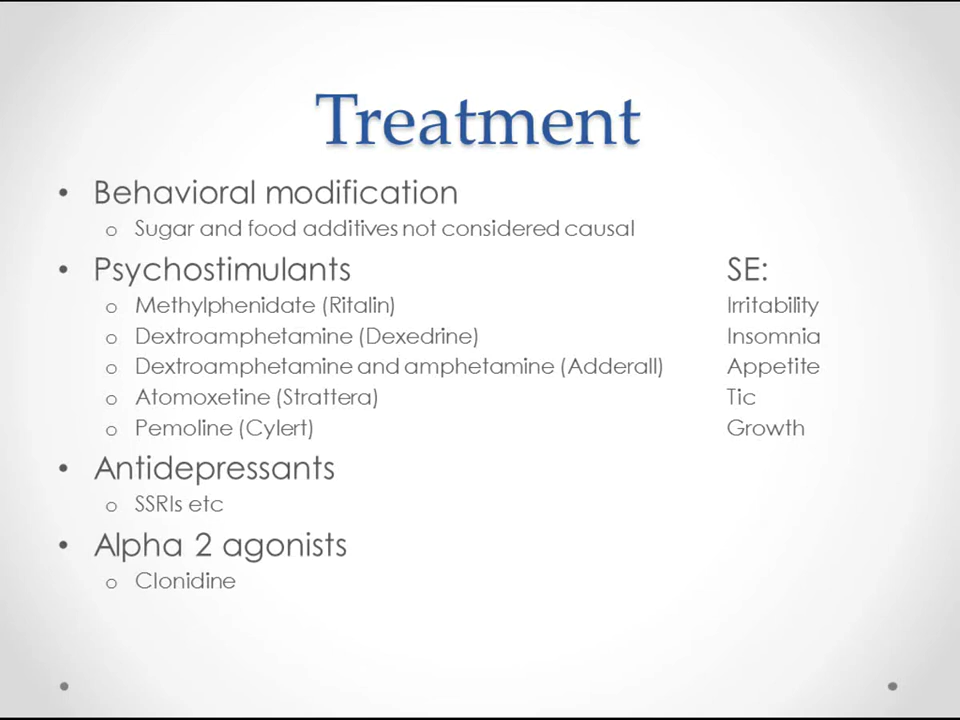 Treatment
• Behavioral modification
o Sugar and food additives not considered causal
• Psychostimulants SE:
o Methylphenidate (Ritalin) Irritability
o Dextroamphetamine (Dexedrine) Insomnia
o Dextroamphetamine and amphetamine (Adderall) Appetite
o Atomoxetine (Strattera) Tic
o Pemoline (Cylert) Growth
• Antidepressants
o SSRIs etc
• Alpha 2 agonists
o Clonidine